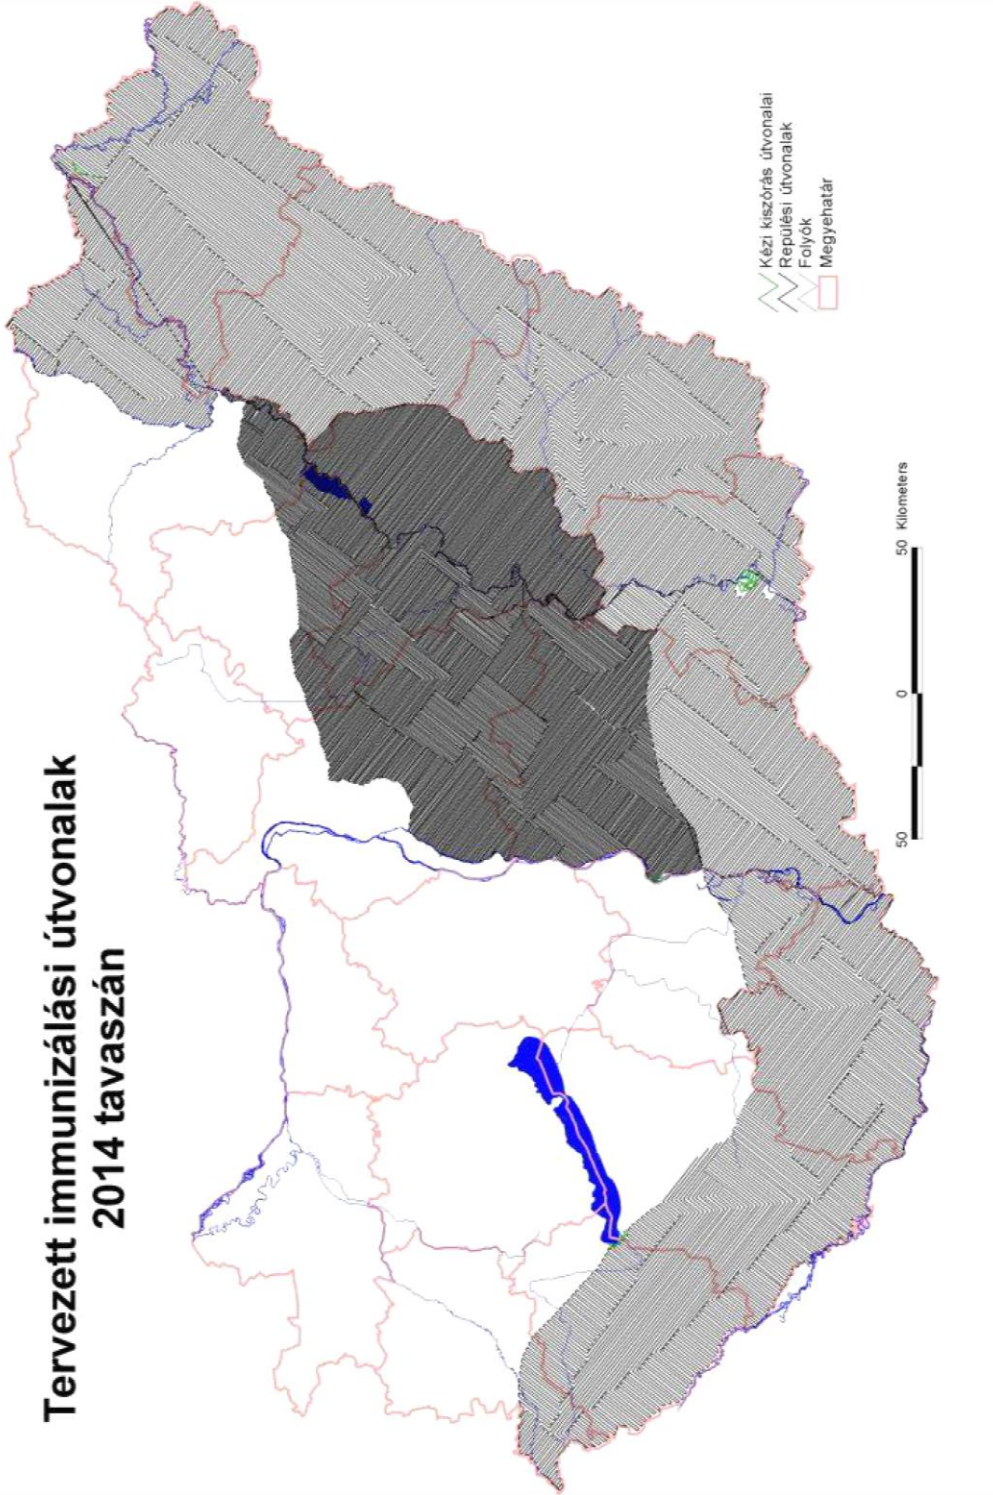 Tervezett immunizálási útvonalak
2014 tavaszán
Kézi kiszórás útvonalai
Repülési útvonalak
Folyók
Megyehatár
50 0 50 Kilometers